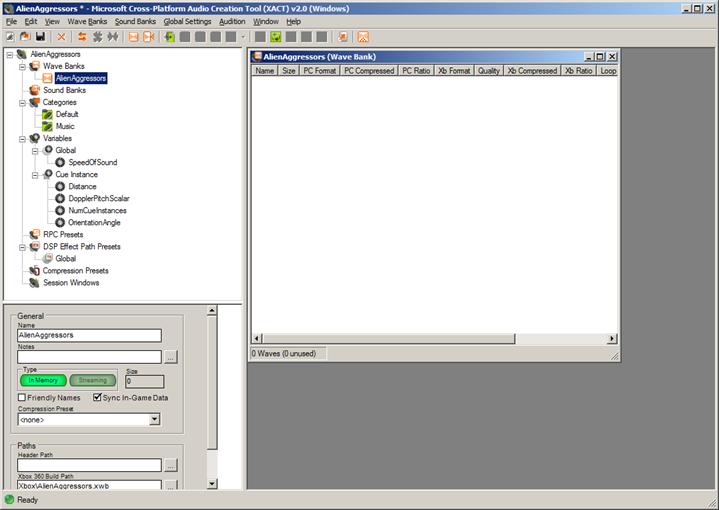 AlienAggressors * - Microsoft Cross-Platform Audio Creation Tool (XACT) v2.0 (Windows)
File Edit View Wave Banks Sound Banks Global Settings Audition Window Help
AlienAggressors
Wave Banks
AlienAggressors
Sound Banks
Categories
Default
Music
Variables
Global
SpeedOfSound
Cue Instance
Distance
DopplerPitchScalar
NumCueInstances
OrientationAngle
RPC Presets
DSP Effect Path Presets
Global
Compression Presets
Session Windows
AlienAggressors (Wave Bank)
Name Size PC Format PC Compressed PC Ratio Xb Format Quality Xb Compressed Xb Ratio Loop
0 Waves (0 unused)
General
Name
AlienAggressors
Notes
...
Type
In Memory Streaming
Size
0
Friendly Names Sync In-Game Data
Compression Preset
<none>
Paths
Header Path
...
Xbox 360 Build Path
Xbox\AlienAggressors.xwb
...
Ready